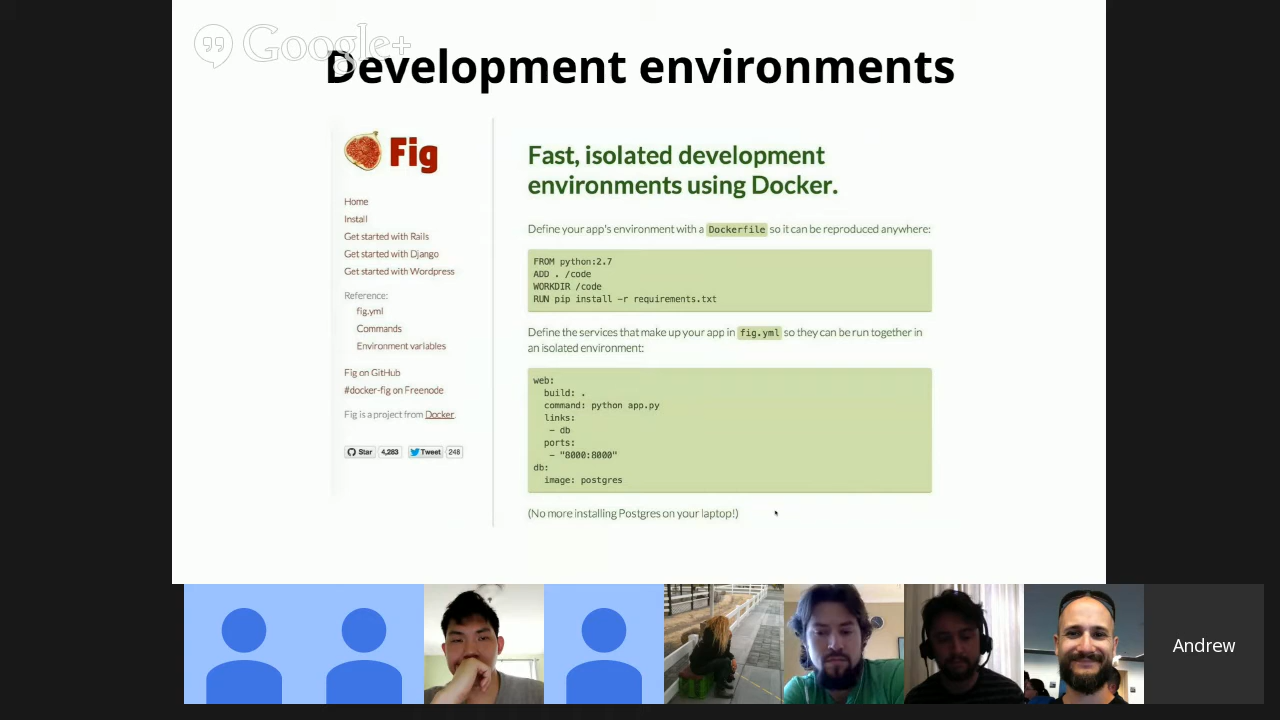 Google+
Development environments
Fig
Home
Install
Get started with Rails
Get started with Django
Get started with Wordpress
Reference:
fig.yml
Commands
Environment variables
Fig on GitHub
#docker-fig on Freenode
Fig is a project from Docker.
Star 4,283 Tweet 248
Fast, isolated development
environments using Docker.
Define your app's environment with a Dockerfile so it can be reproduced anywhere:
FROM python:2.7
ADD . /code
WORKDIR /code
RUN pip install -r requirements.txt
Define the services that make up your app in fig.yml so they can be run together in
an isolated environment:
web:
build: .
command: python app.py
links:
- db
ports:
- "8000:8000"
db:
image: postgres
(No more installing Postgres on your laptop!)
Andrew